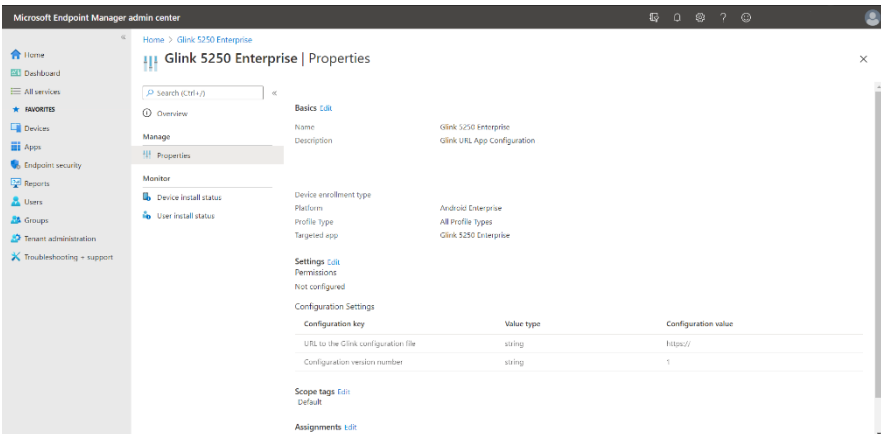 Microsoft Endpoint Manager admin center
Home
Dashboard
All services
FAVORITES
Devices
Apps
Endpoint security
Reports
Users
Groups
Tenant administration
Troubleshooting + support
Home > Glink 5250 Enterprise
Glink 5250 Enterprise | Properties
Search (Ctrl+/)
Overview
Manage
Properties
Monitor
Device install status
User install status
Basics Edit
Name Glink 5250 Enterprise
Description Glink URL App Configuration
Device enrollment type
Platform Android Enterprise
Profile Type All Profile Types
Targeted app Glink 5250 Enterprise
Settings Edit
Permissions
Not configured
Configuration Settings
Configuration key Value type Configuration value
URL to the Glink configuration file string https://
Configuration version number string 1
Scope tags Edit
Default
Assignments Edit